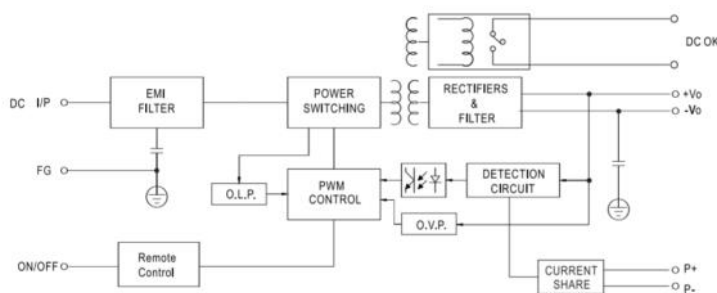 DC OK
DC I/P
EMI
FILTER
POWER
SWITCHING
RECTIFIERS
&
FILTER
+Vo
-Vo
FG
O.L.P.
PWM
CONTROL
DETECTION
CIRCUIT
O.V.P.
ON/OFF
Remote
Control
CURRENT
SHARE
P+
P-